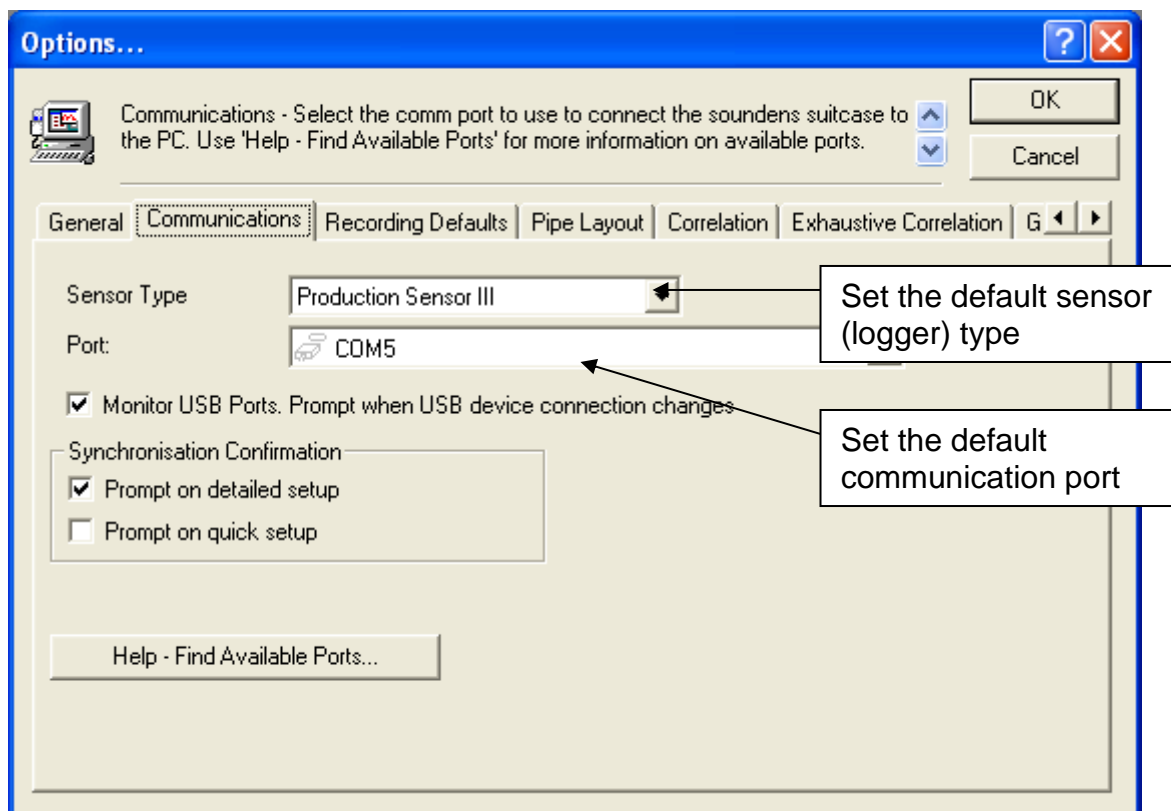 Options...
Communications - Select the comm port to use to connect the soundens suitcase to
the PC. Use 'Help - Find Available Ports' for more information on available ports.
OK
Cancel
General Communications Recording Defaults Pipe Layout Correlation Exhaustive Correlation G
Sensor Type Production Sensor III
Set the default sensor
(logger) type
Port: COM5
Monitor USB Ports. Prompt when USB device connection changes
Set the default
communication port
Synchronisation Confirmation
Prompt on detailed setup
Prompt on quick setup
Help - Find Available Ports...